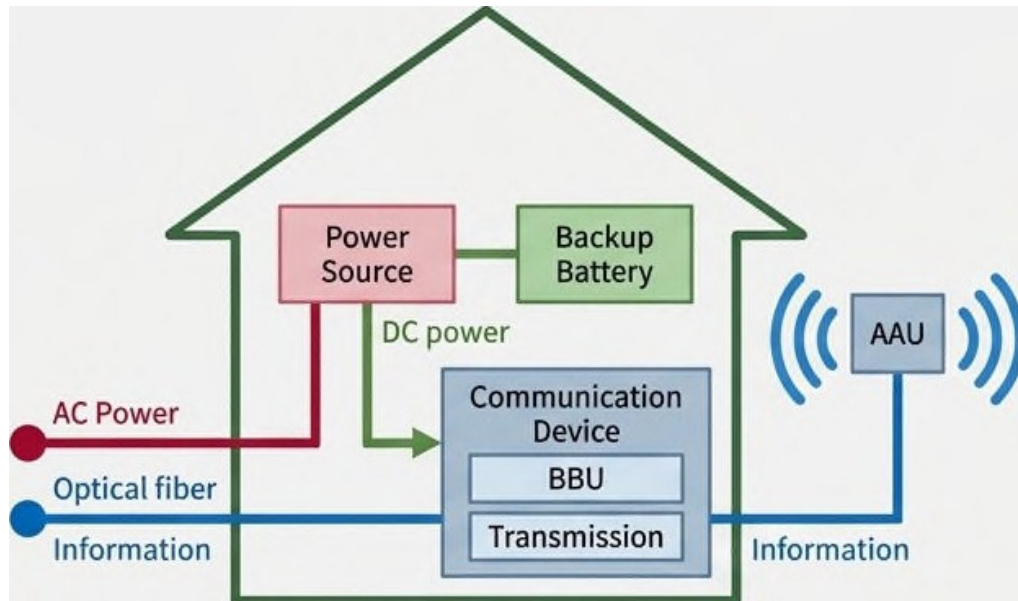 Power
Source
Backup
Battery
DC power
AAU
AC Power
Communication
Device
BBU
Optical fiber
Transmission
Information
Information